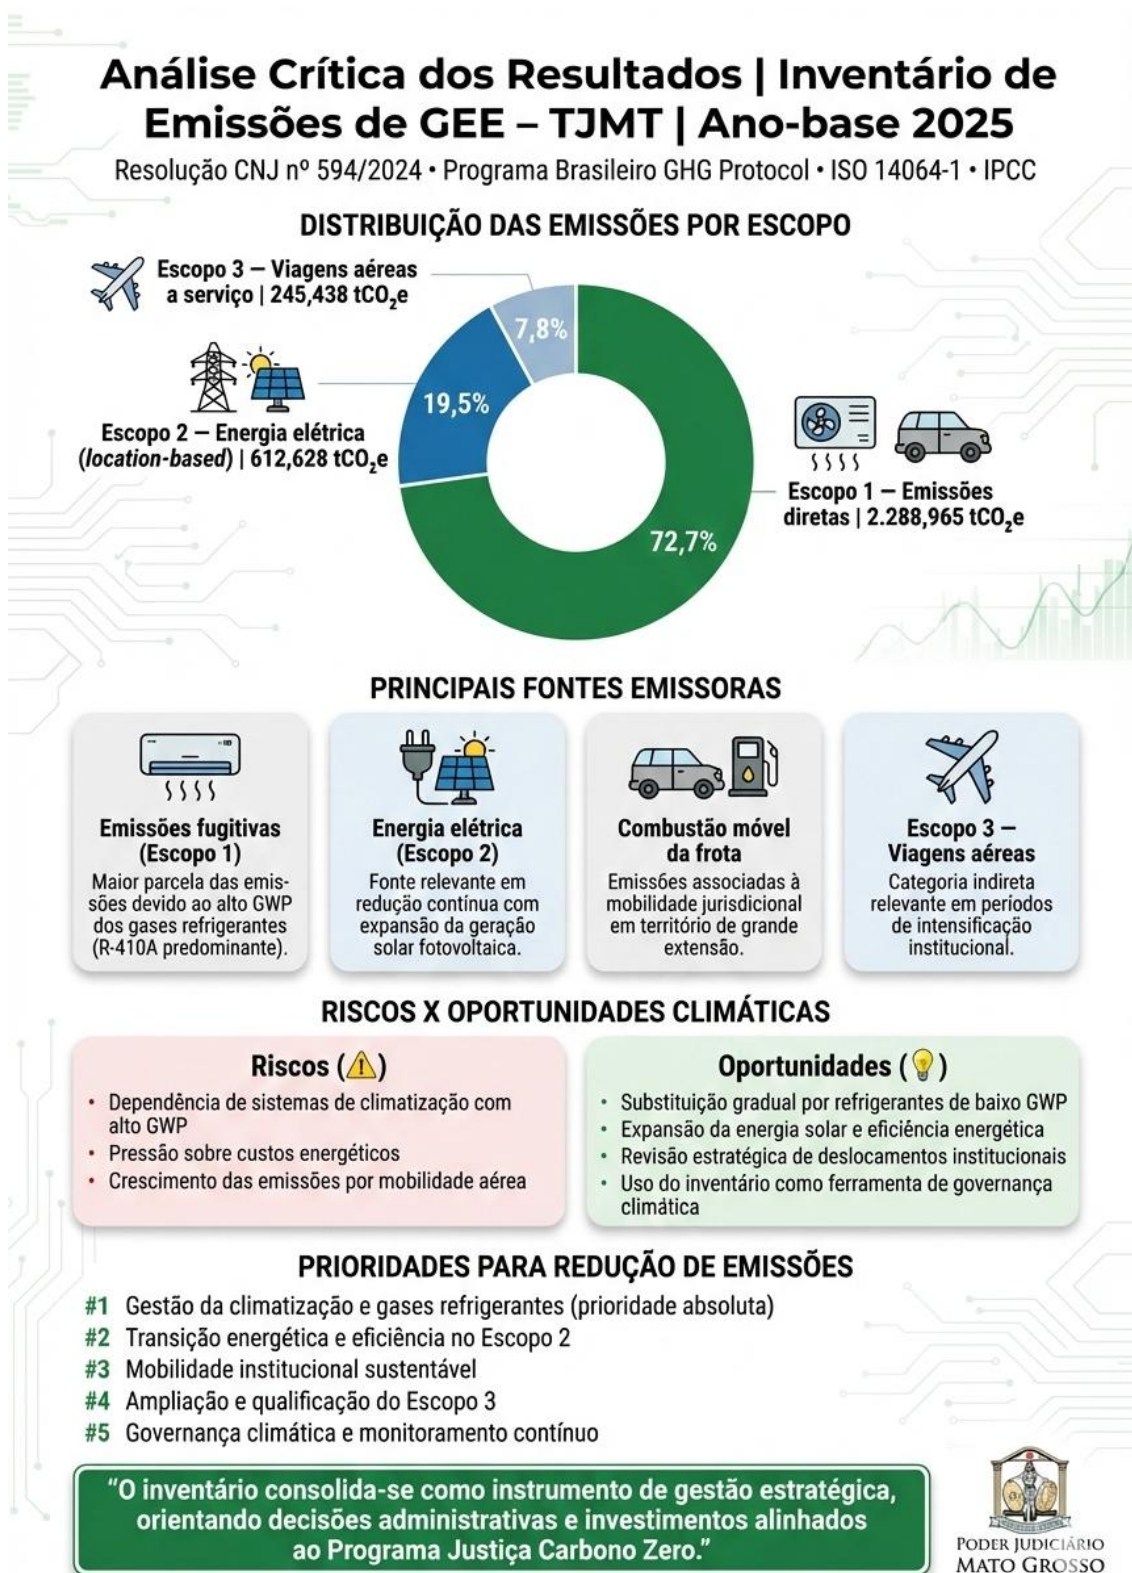 Análise Crítica dos Resultados | Inventário de
Emissões de GEE – TJMT | Ano-base 2025
Resolução CNJ nº 594/2024 • Programa Brasileiro GHG Protocol • ISO 14064-1 • IPCC
DISTRIBUIÇÃO DAS EMISSÕES POR ESCOPO
Escopo 3 – Viagens aéreas
a serviço | 245,438 tCO₂e
7,8%
19,5%
Escopo 2 – Energia elétrica
(location-based) | 612,628 tCO₂e
Escopo 1 – Emissões
diretas | 2.288,965 tCO₂e
72,7%
PRINCIPAIS FONTES EMISSORAS
Emissões fugitivas
(Escopo 1)
Maior parcela das emis-
sões devido ao alto GWP
dos gases refrigerantes
(R-410A predominante).
Energia elétrica
(Escopo 2)
Fonte relevante em
redução contínua com
expansão da geração
solar fotovoltaica.
Combustão móvel
da frota
Emissões associadas à
mobilidade jurisdicional
em território de grande
extensão.
Escopo 3 –
Viagens aéreas
Categoria indireta
relevante em períodos
de intensificação
institucional.
RISCOS X OPORTUNIDADES CLIMÁTICAS
Riscos (⚠)
• Dependência de sistemas de climatização com
alto GWP
• Pressão sobre custos energéticos
• Crescimento das emissões por mobilidade aérea
Oportunidades (💡)
• Substituição gradual por refrigerantes de baixo GWP
• Expansão da energia solar e eficiência energética
• Revisão estratégica de deslocamentos institucionais
• Uso do inventário como ferramenta de governança
climática
PRIORIDADES PARA REDUÇÃO DE EMISSÕES
#1 Gestão da climatização e gases refrigerantes (prioridade absoluta)
#2 Transição energética e eficiência no Escopo 2
#3 Mobilidade institucional sustentável
#4 Ampliação e qualificação do Escopo 3
#5 Governança climática e monitoramento contínuo
“O inventário consolida-se como instrumento de gestão estratégica,
orientando decisões administrativas e investimentos alinhados
ao Programa Justiça Carbono Zero.”
PODER JUDICIÁRIO
MATO GROSSO